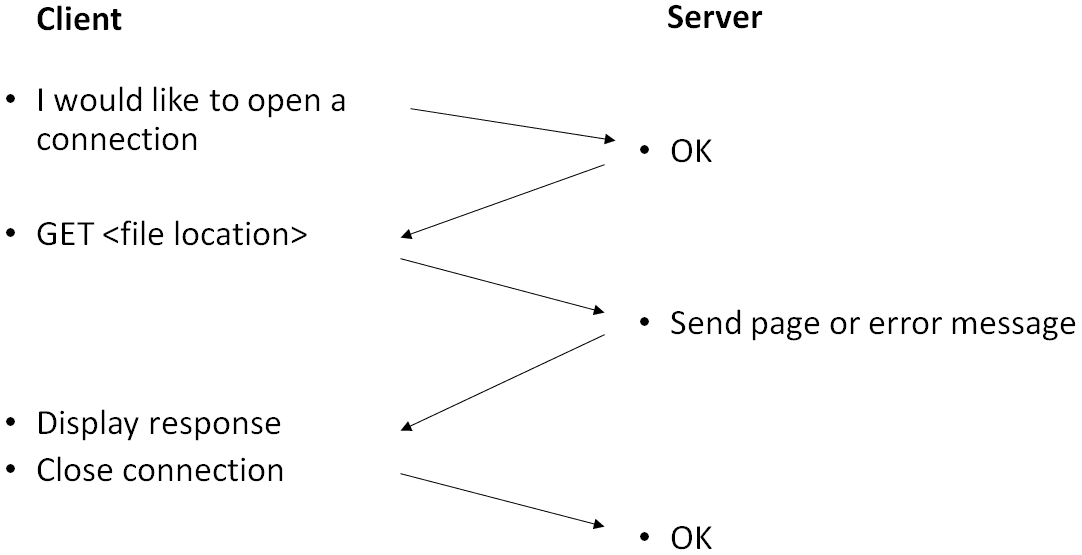 Client
Server
• I would like to open a
connection
• OK
• GET <file location>
• Send page or error message
• Display response
• Close connection
• OK